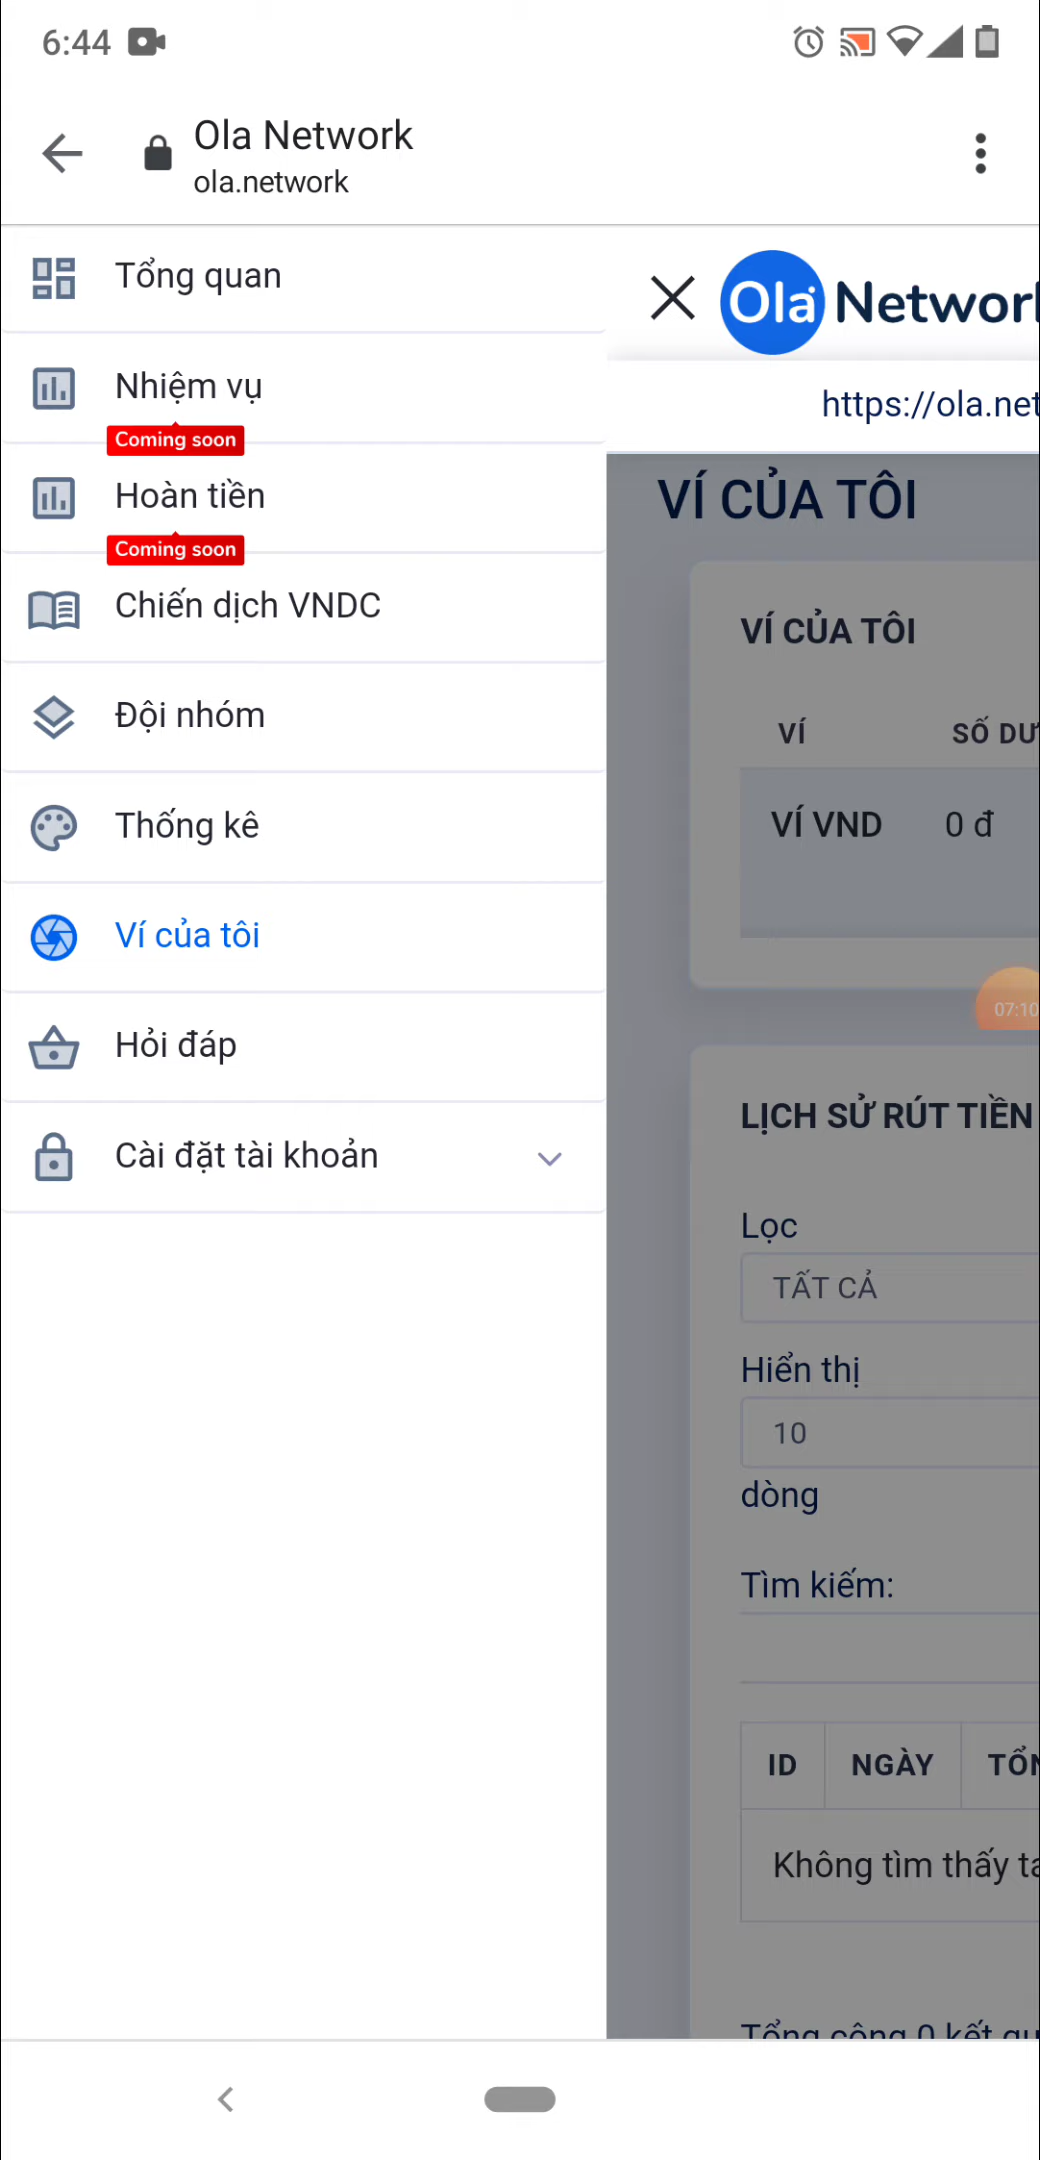 6:44
Ola Network
ola.network
Tổng quan
Nhiệm vụ
Coming soon
Hoàn tiền
Coming soon
Chiến dịch VNDC
Đội nhóm
Thống kê
Ví của tôi
Hỏi đáp
Cài đặt tài khoản
Ola Network
https://ola.net
VÍ CỦA TÔI
VÍ CỦA TÔI
VÍ SỐ DƯ
VÍ VND 0 đ
07:10
LỊCH SỬ RÚT TIỀN
Lọc
TẤT CẢ
Hiển thị
10
dòng
Tìm kiếm:
ID NGÀY
Không tìm thấy
Tổng cộng 0 kết